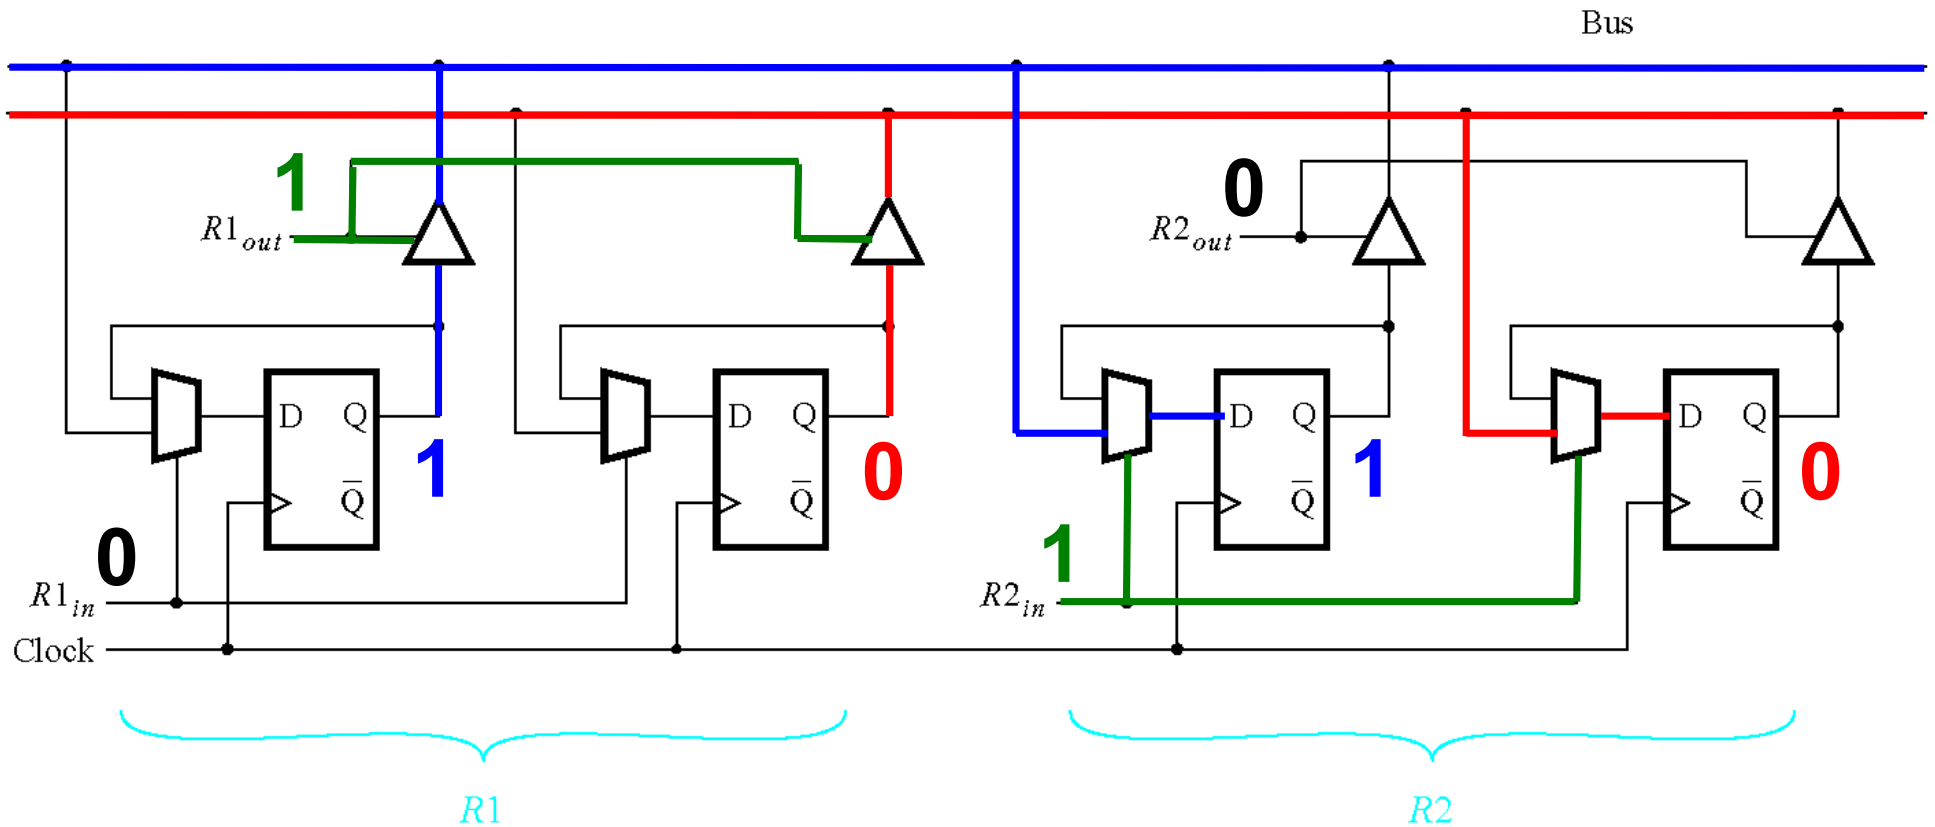 Bus
1
0
R1out
R2out
D Q
D Q
D Q
D Q
1
0
1
0
Q̅
Q̅
Q̅
Q̅
0
1
R1in
R2in
Clock
R1
R2